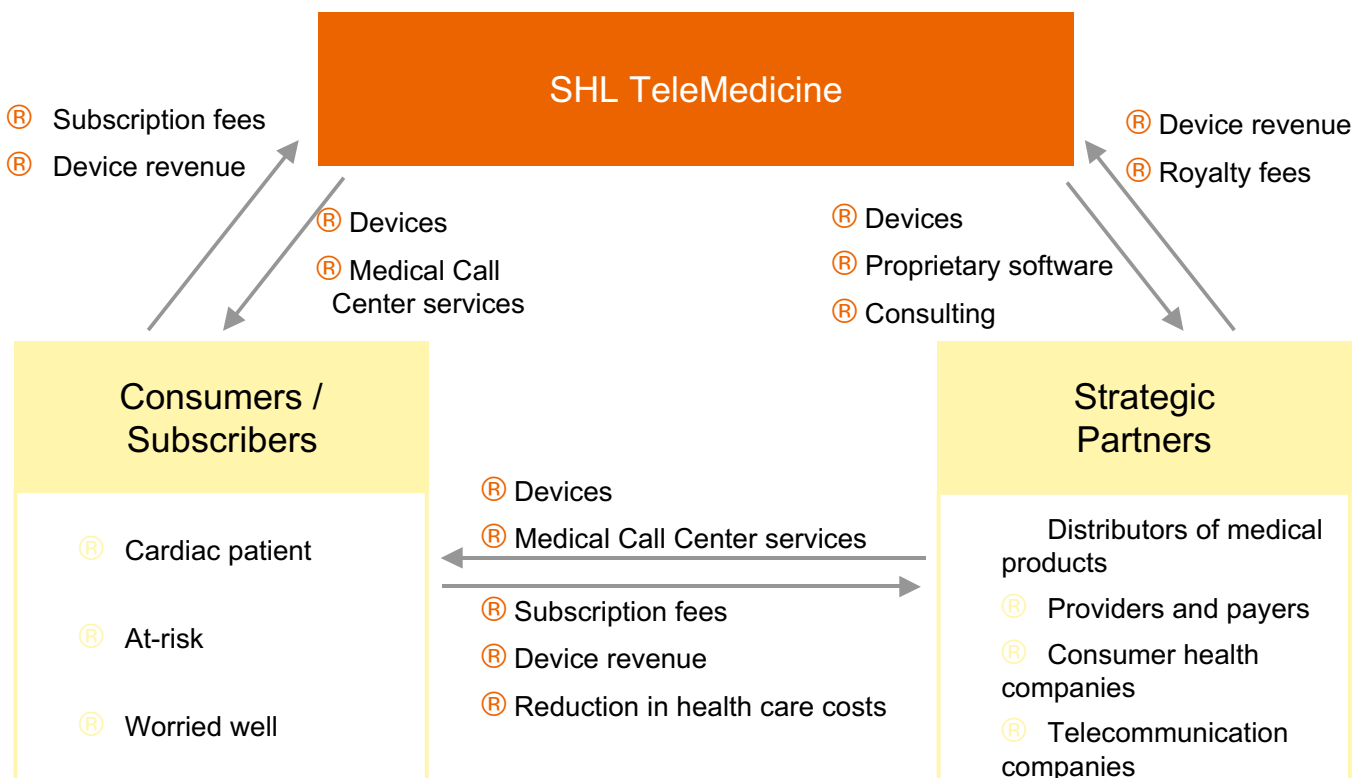 SHL TeleMedicine
® Subscription fees
® Device revenue
® Device revenue
® Royalty fees
® Devices
® Medical Call
Center services
® Devices
® Proprietary software
® Consulting
Consumers /
Subscribers
® Cardiac patient
® At-risk
® Worried well
® Devices
® Medical Call Center services
® Subscription fees
® Device revenue
® Reduction in health care costs
Strategic
Partners
Distributors of medical
products
® Providers and payers
® Consumer health
companies
® Telecommunication
companies